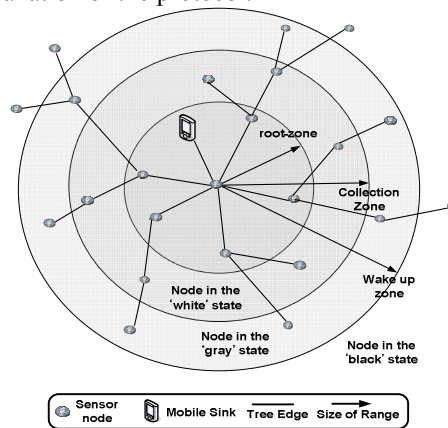 root-zone
Collection
Zone
Wake up
zone
Node in the
'white' state
Node in the
'gray' state
Node in the
'black' state
Sensor
node
Mobile Sink
Tree Edge
Size of Range